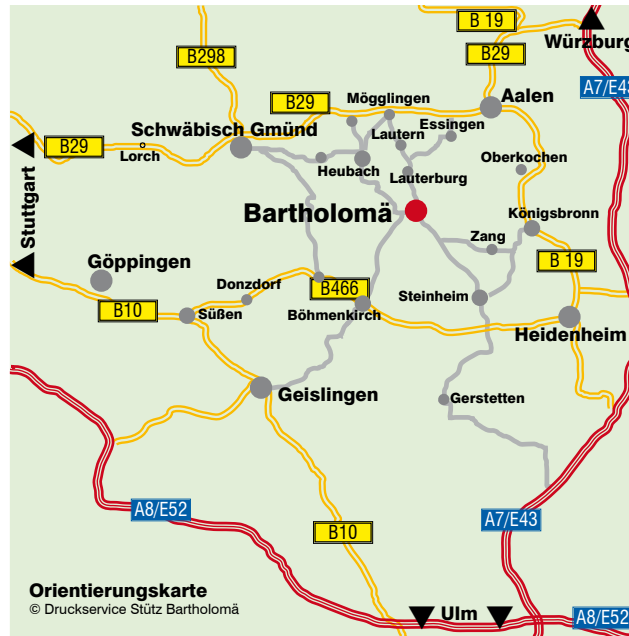 B 19
Würzburg
B298
B29
A7/E43
Aalen
Mögglingen
B29
Essingen
Schwäbisch Gmünd
Lautern
B29
Lorch
Heubach
Oberkochen
Lauterburg
Stuttgart
Bartholomä
Königsbronn
Zang
Göppingen
B 19
Donzdorf
B466
Steinheim
B10
Süßen
Böhmenkirch
Heidenheim
Geislingen
Gerstetten
A8/E52
A7/E43
B10
Orientierungskarte
© Druckservice Stütz Bartholomä
Ulm
A8/E52